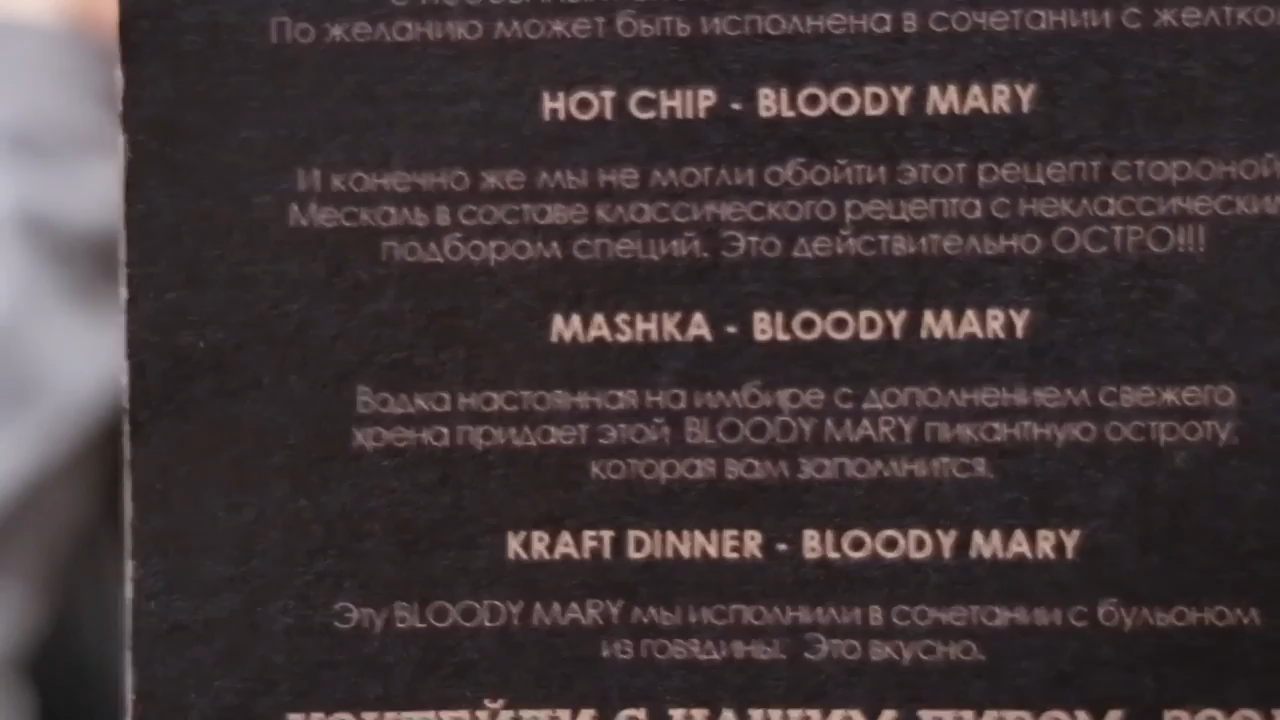 По желанию может быть исполнена в сочетании с желтко
HOT CHIP - BLOODY MARY
И конечно же мы не могли обойти этот рецепт стороной
Мескаль в составе классического рецепта с неклассически
подбором специй. Это действительно ОСТРО!!!
MASHKA - BLOODY MARY
Водка настоянная на имбире с дополнением свежего
хрена придает этой BLOODY MARY пикантную остроту,
которая вам запомнится.
KRAFT DINNER - BLOODY MARY
Эту BLOODY MARY мы исполнили в сочетании с бульоном
из говядины. Это вкусно.